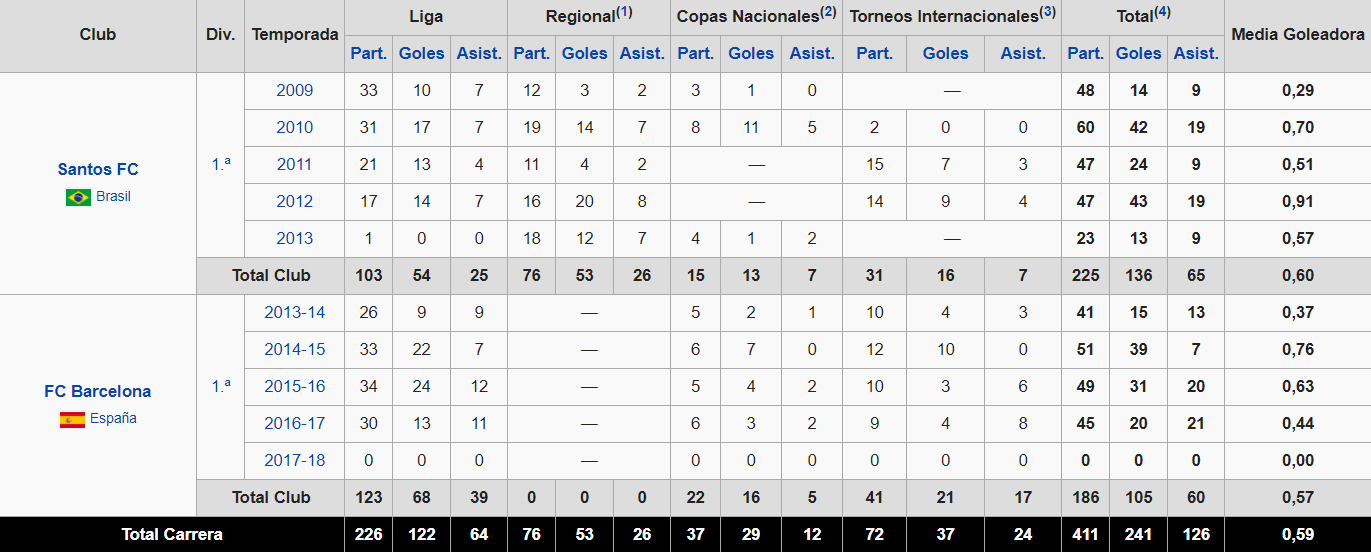 Club Div. Temporada Liga Regional(1) Copas Nacionales(2) Torneos Internacionales(3) Total(4) Media Goleadora
Part. Goles Asist. Part. Goles Asist. Part. Goles Asist. Part. Goles Asist. Part. Goles Asist.
Santos FC
Brasil
1.ª
2009 33 10 7 12 3 2 3 1 0 — 48 14 9 0,29
2010 31 17 7 19 14 7 8 11 5 2 0 0 60 42 19 0,70
2011 21 13 4 11 4 2 — 15 7 3 47 24 9 0,51
2012 17 14 7 16 20 8 — 14 9 4 47 43 19 0,91
2013 1 0 0 18 12 7 4 1 2 — 23 13 9 0,57
Total Club 103 54 25 76 53 26 15 13 7 31 16 7 225 136 65 0,60
FC Barcelona
España
1.ª
2013-14 26 9 9 — 5 2 1 10 4 3 41 15 13 0,37
2014-15 33 22 7 — 6 7 0 12 10 0 51 39 7 0,76
2015-16 34 24 12 — 5 4 2 10 3 6 49 31 20 0,63
2016-17 30 13 11 — 6 3 2 9 4 8 45 20 21 0,44
2017-18 0 0 0 — 0 0 0 0 0 0 0 0 0 0,00
Total Club 123 68 39 0 0 0 22 16 5 41 21 17 186 105 60 0,57
Total Carrera 226 122 64 76 53 26 37 29 12 72 37 24 411 241 126 0,59